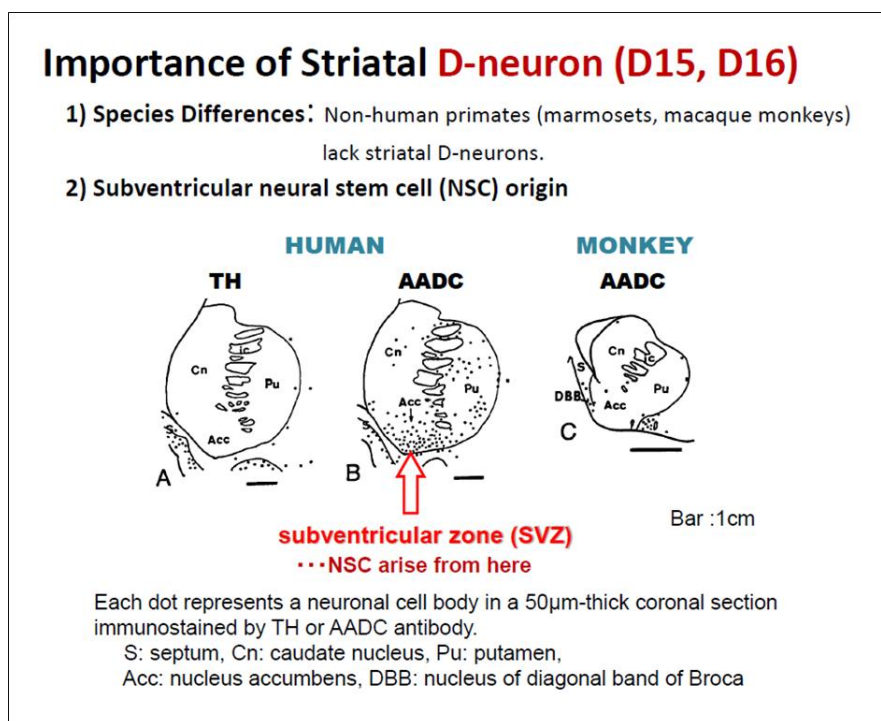 Importance of Striatal D-neuron (D15, D16)
1) Species Differences: Non-human primates (marmosets, macaque monkeys)
lack striatal D-neurons.
2) Subventricular neural stem cell (NSC) origin
HUMAN MONKEY
TH AADC AADC
Cn ic Pu Acc S A
Cn Pu Acc S B
Cn ic Pu Acc S DBB C
subventricular zone (SVZ)
···NSC arise from here
Bar :1cm
Each dot represents a neuronal cell body in a 50µm-thick coronal section
immunostained by TH or AADC antibody.
S: septum, Cn: caudate nucleus, Pu: putamen,
Acc: nucleus accumbens, DBB: nucleus of diagonal band of Broca